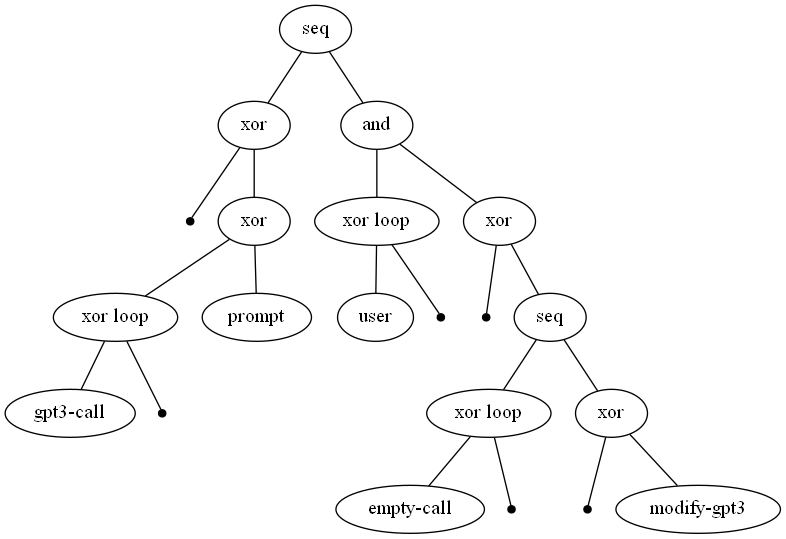 seq
xor
and
xor
xor loop
xor
xor loop
prompt
user
seq
gpt3-call
xor loop
xor
empty-call
modify-gpt3